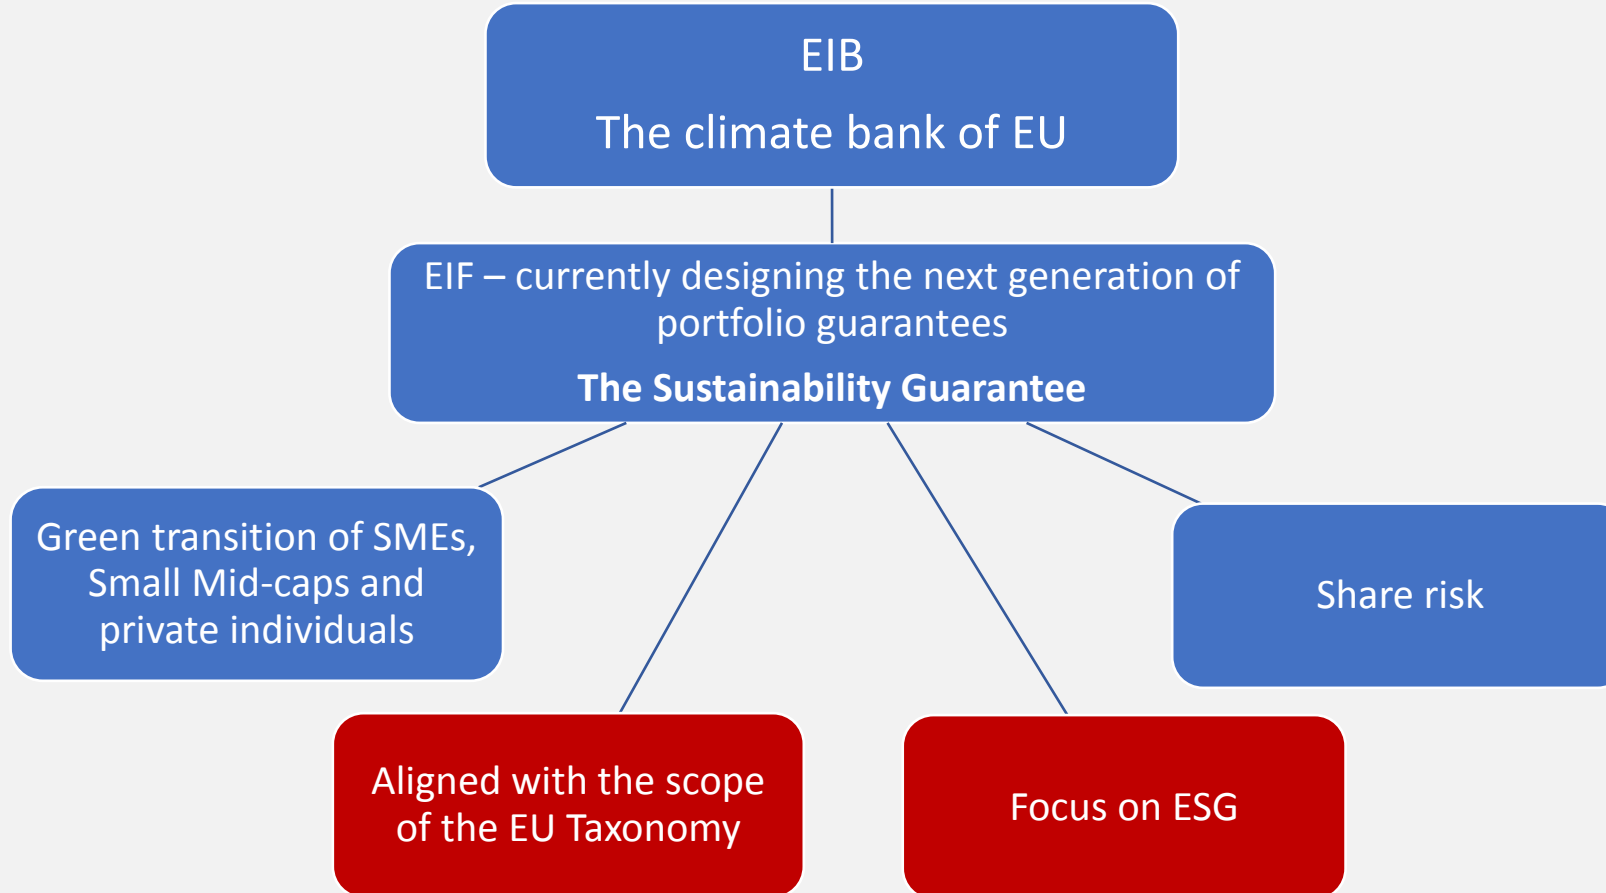 EIB
The climate bank of EU
EIF – currently designing the next generation of
portfolio guarantees
The Sustainability Guarantee
Green transition of SMEs,
Small Mid-caps and
private individuals
Share risk
Aligned with the scope
of the EU Taxonomy
Focus on ESG